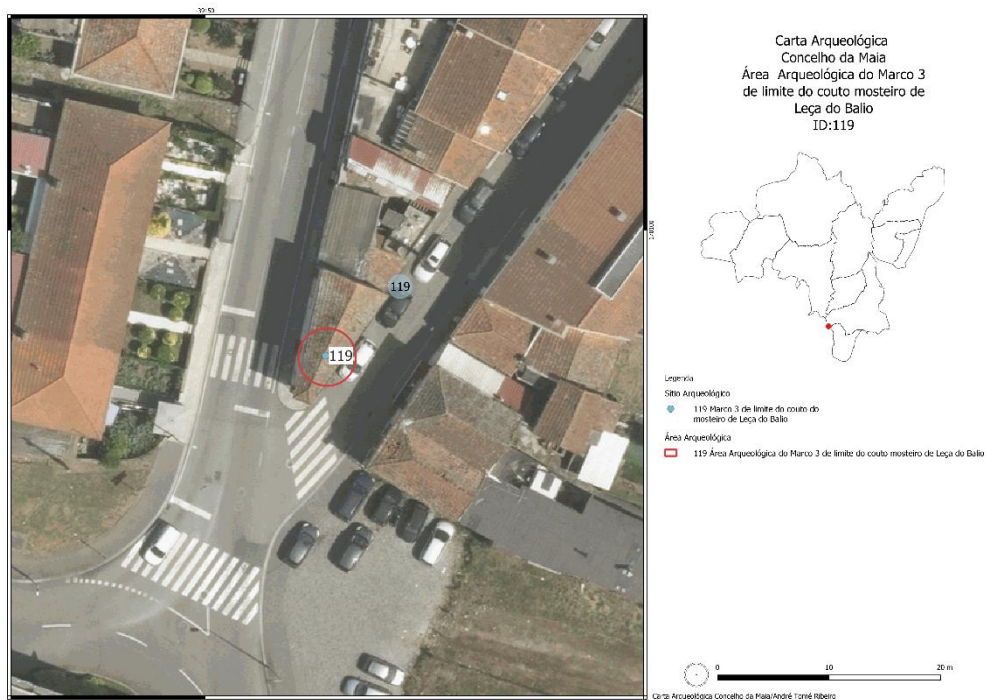 -39150
Carta Arqueológica
Concelho da Maia
Área Arqueológica do Marco 3
de limite do couto mosteiro de
Leça do Balio
ID:119
119
119
Legenda
Sítio Arqueológico
119 Marco 3 de limite do couto do
mosteiro de Leça do Balio
Área Arqueológica
119 Área Arqueológica do Marco 3 de limite do couto mosteiro de Leça do Balio
0 10 20 m
Carta Arqueológica Concelho da Maia/André Tomé Ribeiro